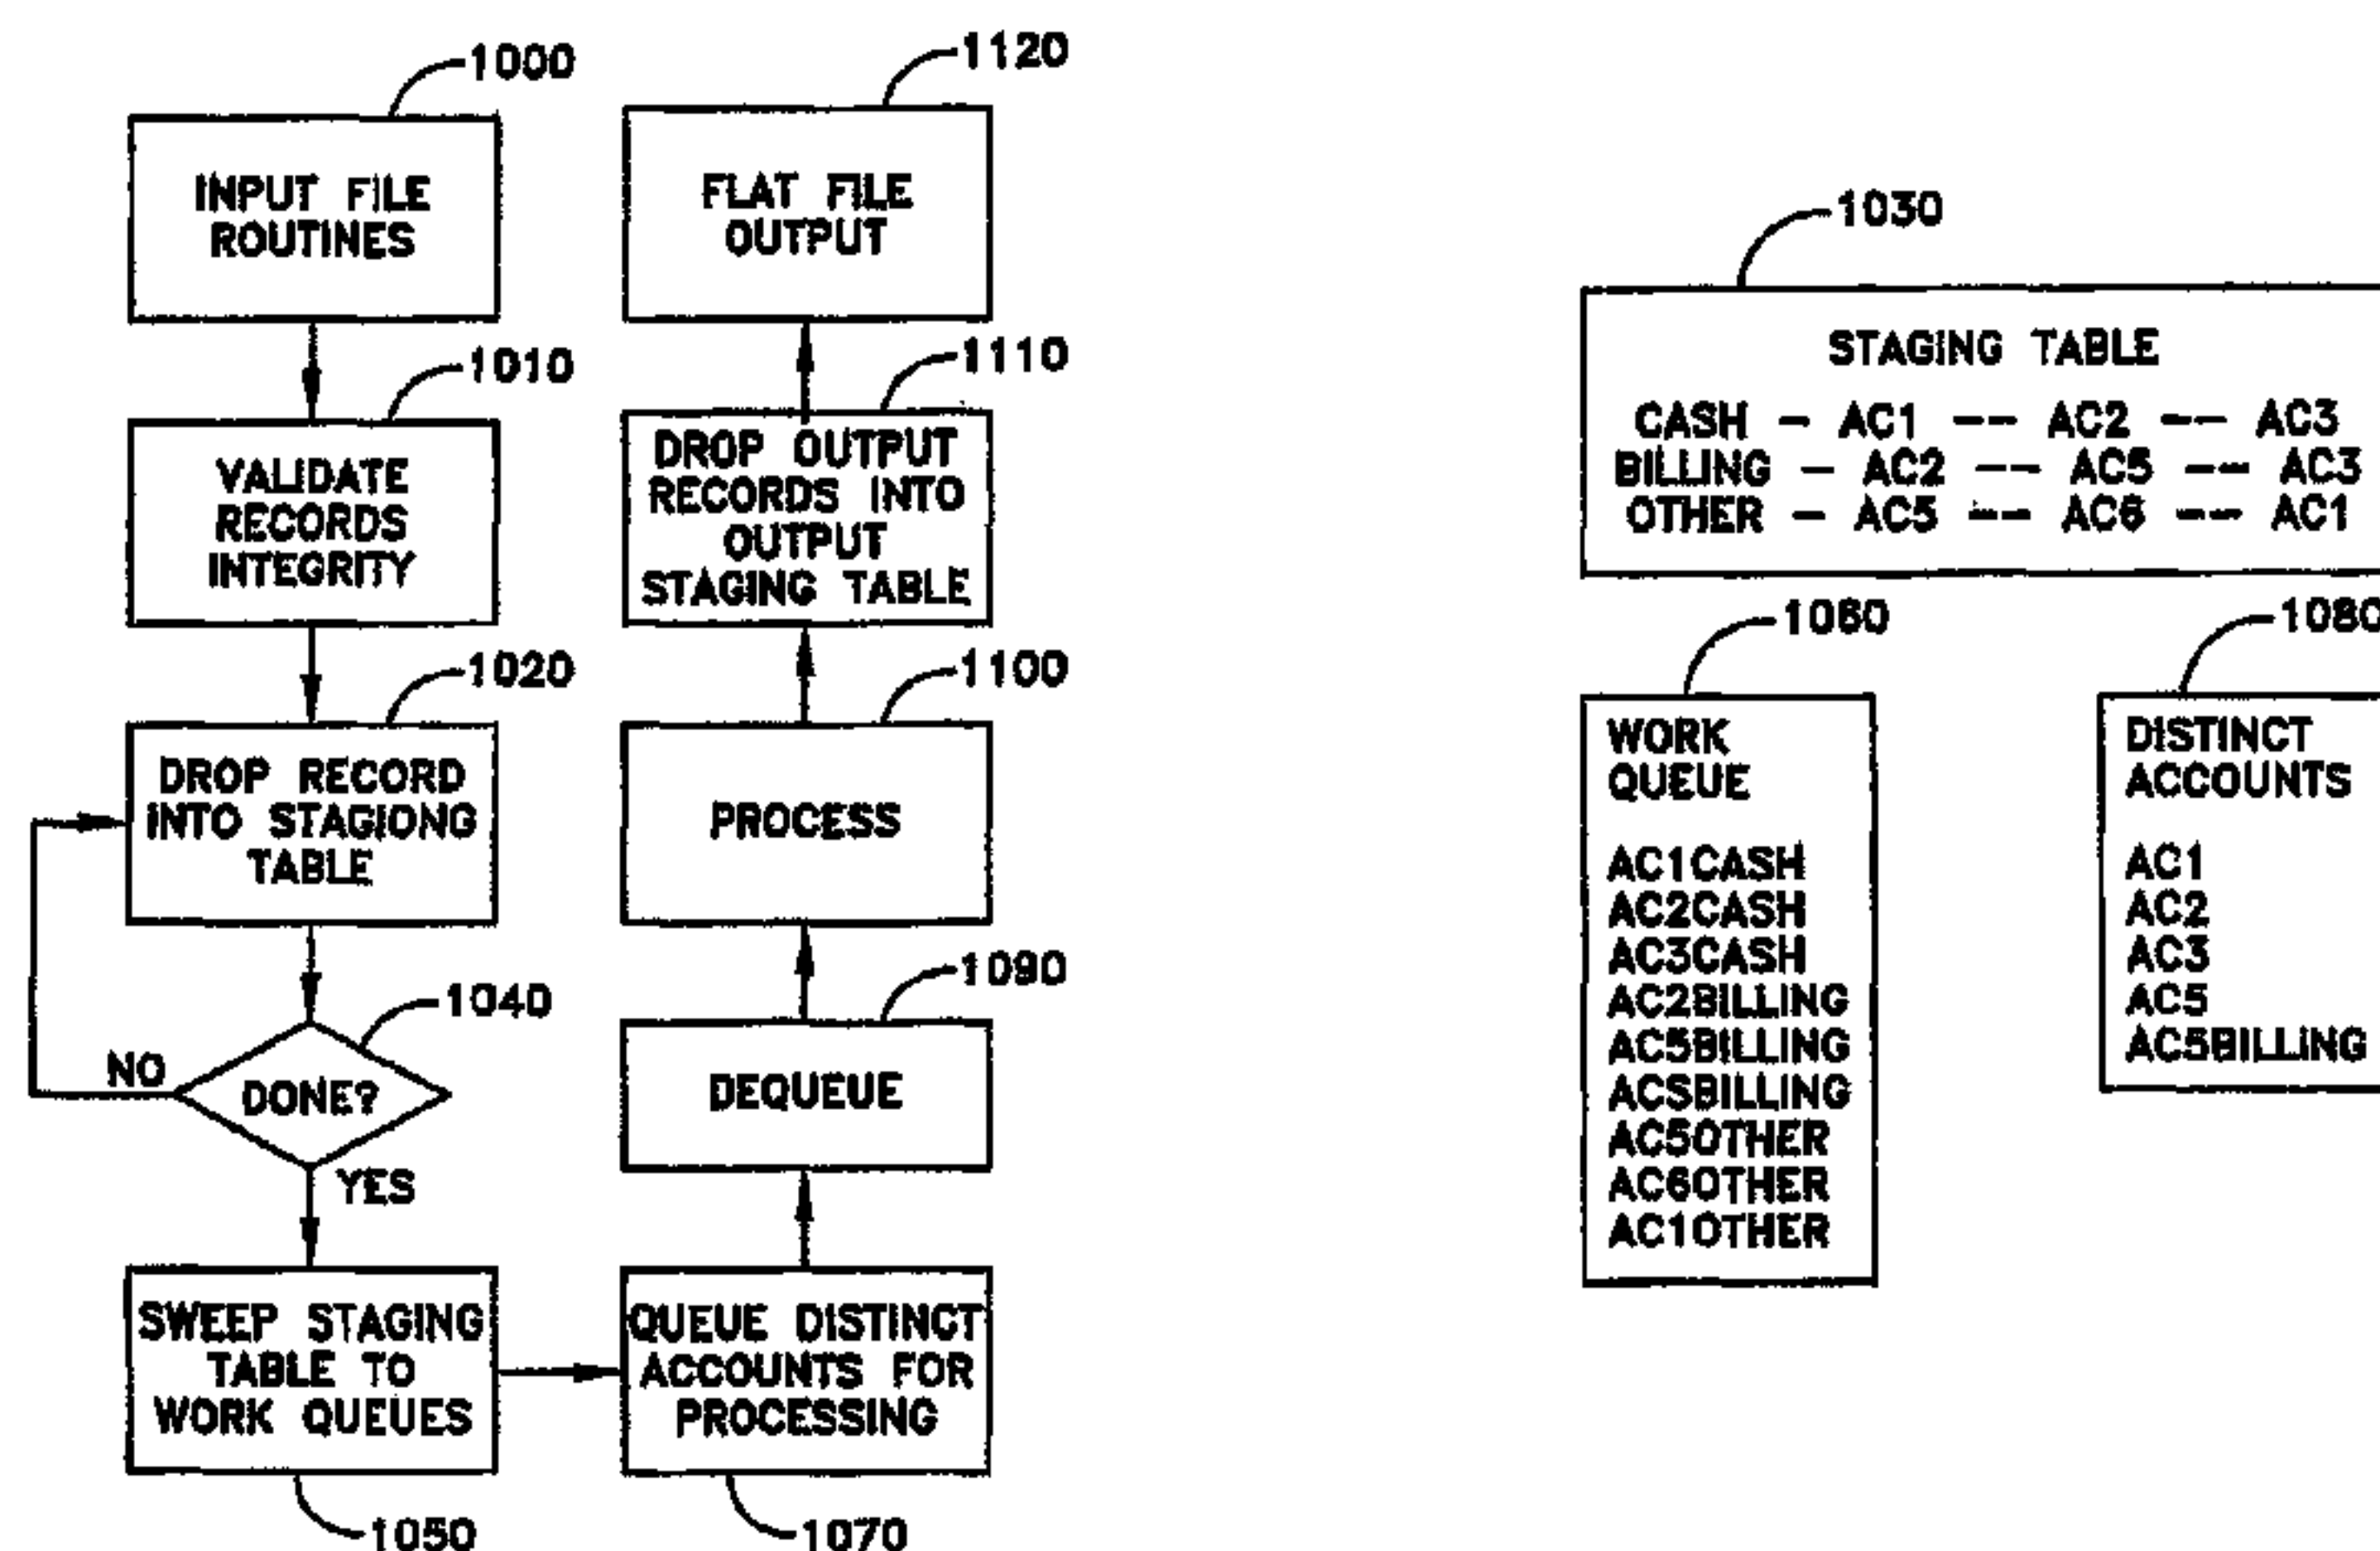 1000
INPUT FILE
ROUTINES
1010
VALIDATE
RECORDS
INTEGRITY
1020
DROP RECORD
INTO STAGIONG
TABLE
1040
NO
DONE?
YES
SWEEP STAGING
TABLE TO
WORK QUEUES
1050
1120
FLAT FILE
OUTPUT
1110
DROP OUTPUT
RECORDS INTO
OUTPUT
STAGING TABLE
1100
PROCESS
1090
DEQUEUE
QUEUE DISTINCT
ACCOUNTS FOR
PROCESSING
1070
1030
STAGING TABLE
CASH - AC1 -- AC2 -- AC3
BILLING - AC2 -- AC5 -- AC3
OTHER - AC5 -- AC6 -- AC1
1060
WORK
QUEUE
AC1CASH
AC2CASH
AC3CASH
AC2BILLING
AC5BILLING
ACSBILLING
AC5OTHER
AC6OTHER
AC1OTHER
1080
DISTINCT
ACCOUNTS
AC1
AC2
AC3
AC5
AC5BILLING